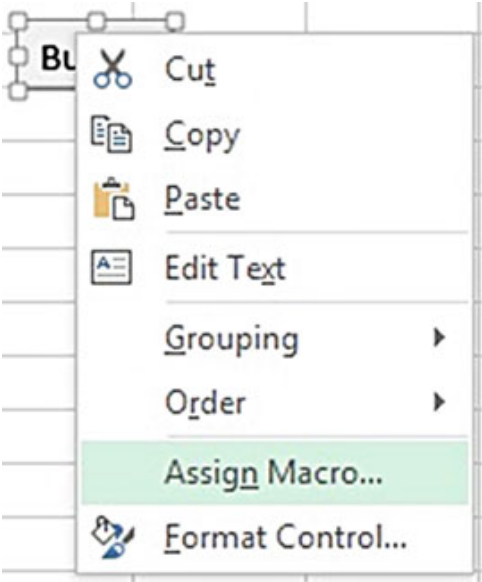 Bu
Cut
Copy
Paste
Edit Text
Grouping
Order
Assign Macro...
Format Control...